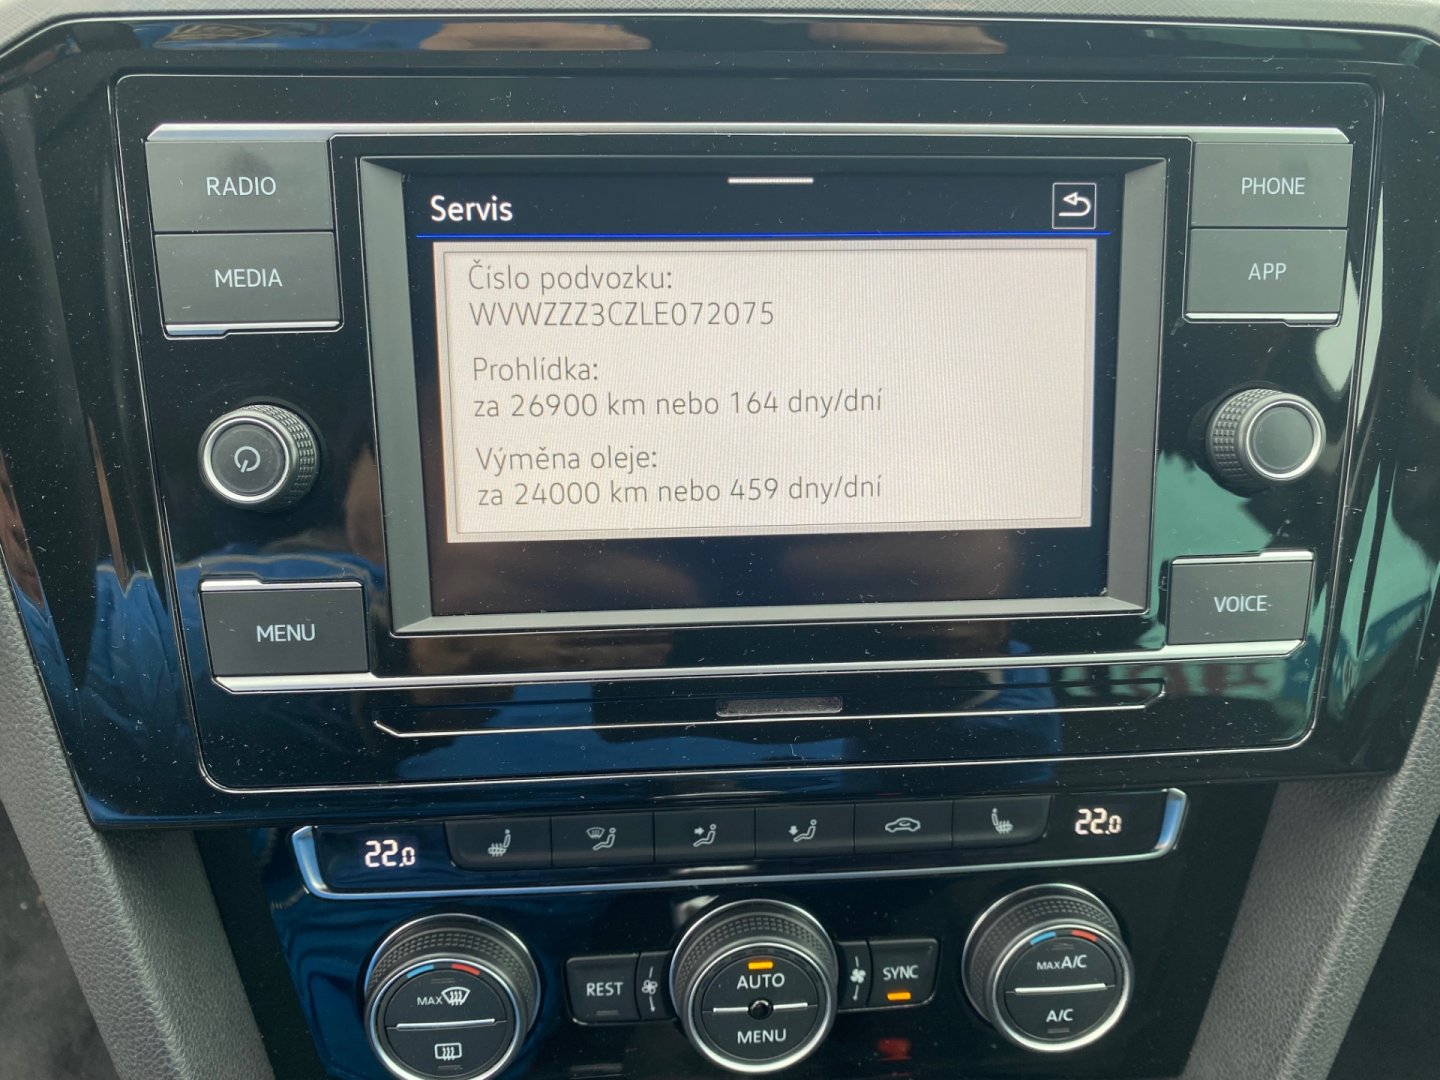 RADIO
MEDIA
MENU
PHONE
APP
VOICE
Servis
Číslo podvozku:
WVWZZZ3CZLE072075
Prohlídka:
za 26900 km nebo 164 dny/dní
Výměna oleje:
za 24000 km nebo 459 dny/dní
22.0
22.0
MAX
REST
AUTO
MENU
SYNC
MAX A/C
A/C